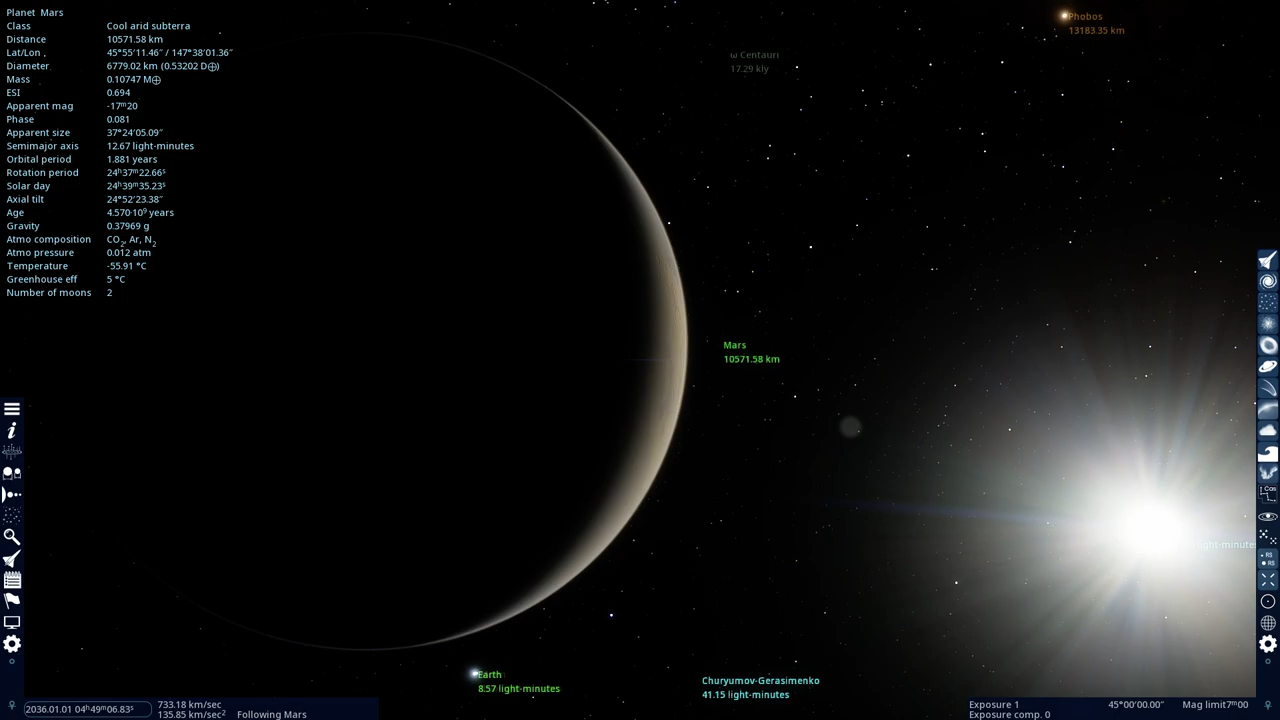 Planet Mars
Class Cool arid subterra
Distance 10571.58 km
Lat/Lon 45°55′11.46″ / 147°38′01.36″
Diameter 6779.02 km (0.53202 D⊕)
Mass 0.10747 M⊕
ESI 0.694
Apparent mag -17ᵐ20
Phase 0.081
Apparent size 37°24′05.09″
Semimajor axis 12.67 light-minutes
Orbital period 1.881 years
Rotation period 24ʰ37ᵐ22.66ˢ
Solar day 24ʰ39ᵐ35.23ˢ
Axial tilt 24°52′23.38″
Age 4.570·10⁹ years
Gravity 0.37969 g
Atmo composition CO₂, Ar, N₂
Atmo pressure 0.012 atm
Temperature -55.91 °C
Greenhouse eff 5 °C
Number of moons 2
Phobos
13183.35 km
ω Centauri
17.29 kly
Mars
10571.58 km
light-minutes
Earth
8.57 light-minutes
Churyumov-Gerasimenko
41.15 light-minutes
2036.01.01 04ʰ49ᵐ06.83ˢ
733.18 km/sec
135.85 km/sec² Following Mars
Exposure 1 45°00′00.00″ Mag limit 7ᵐ00
Exposure comp. 0